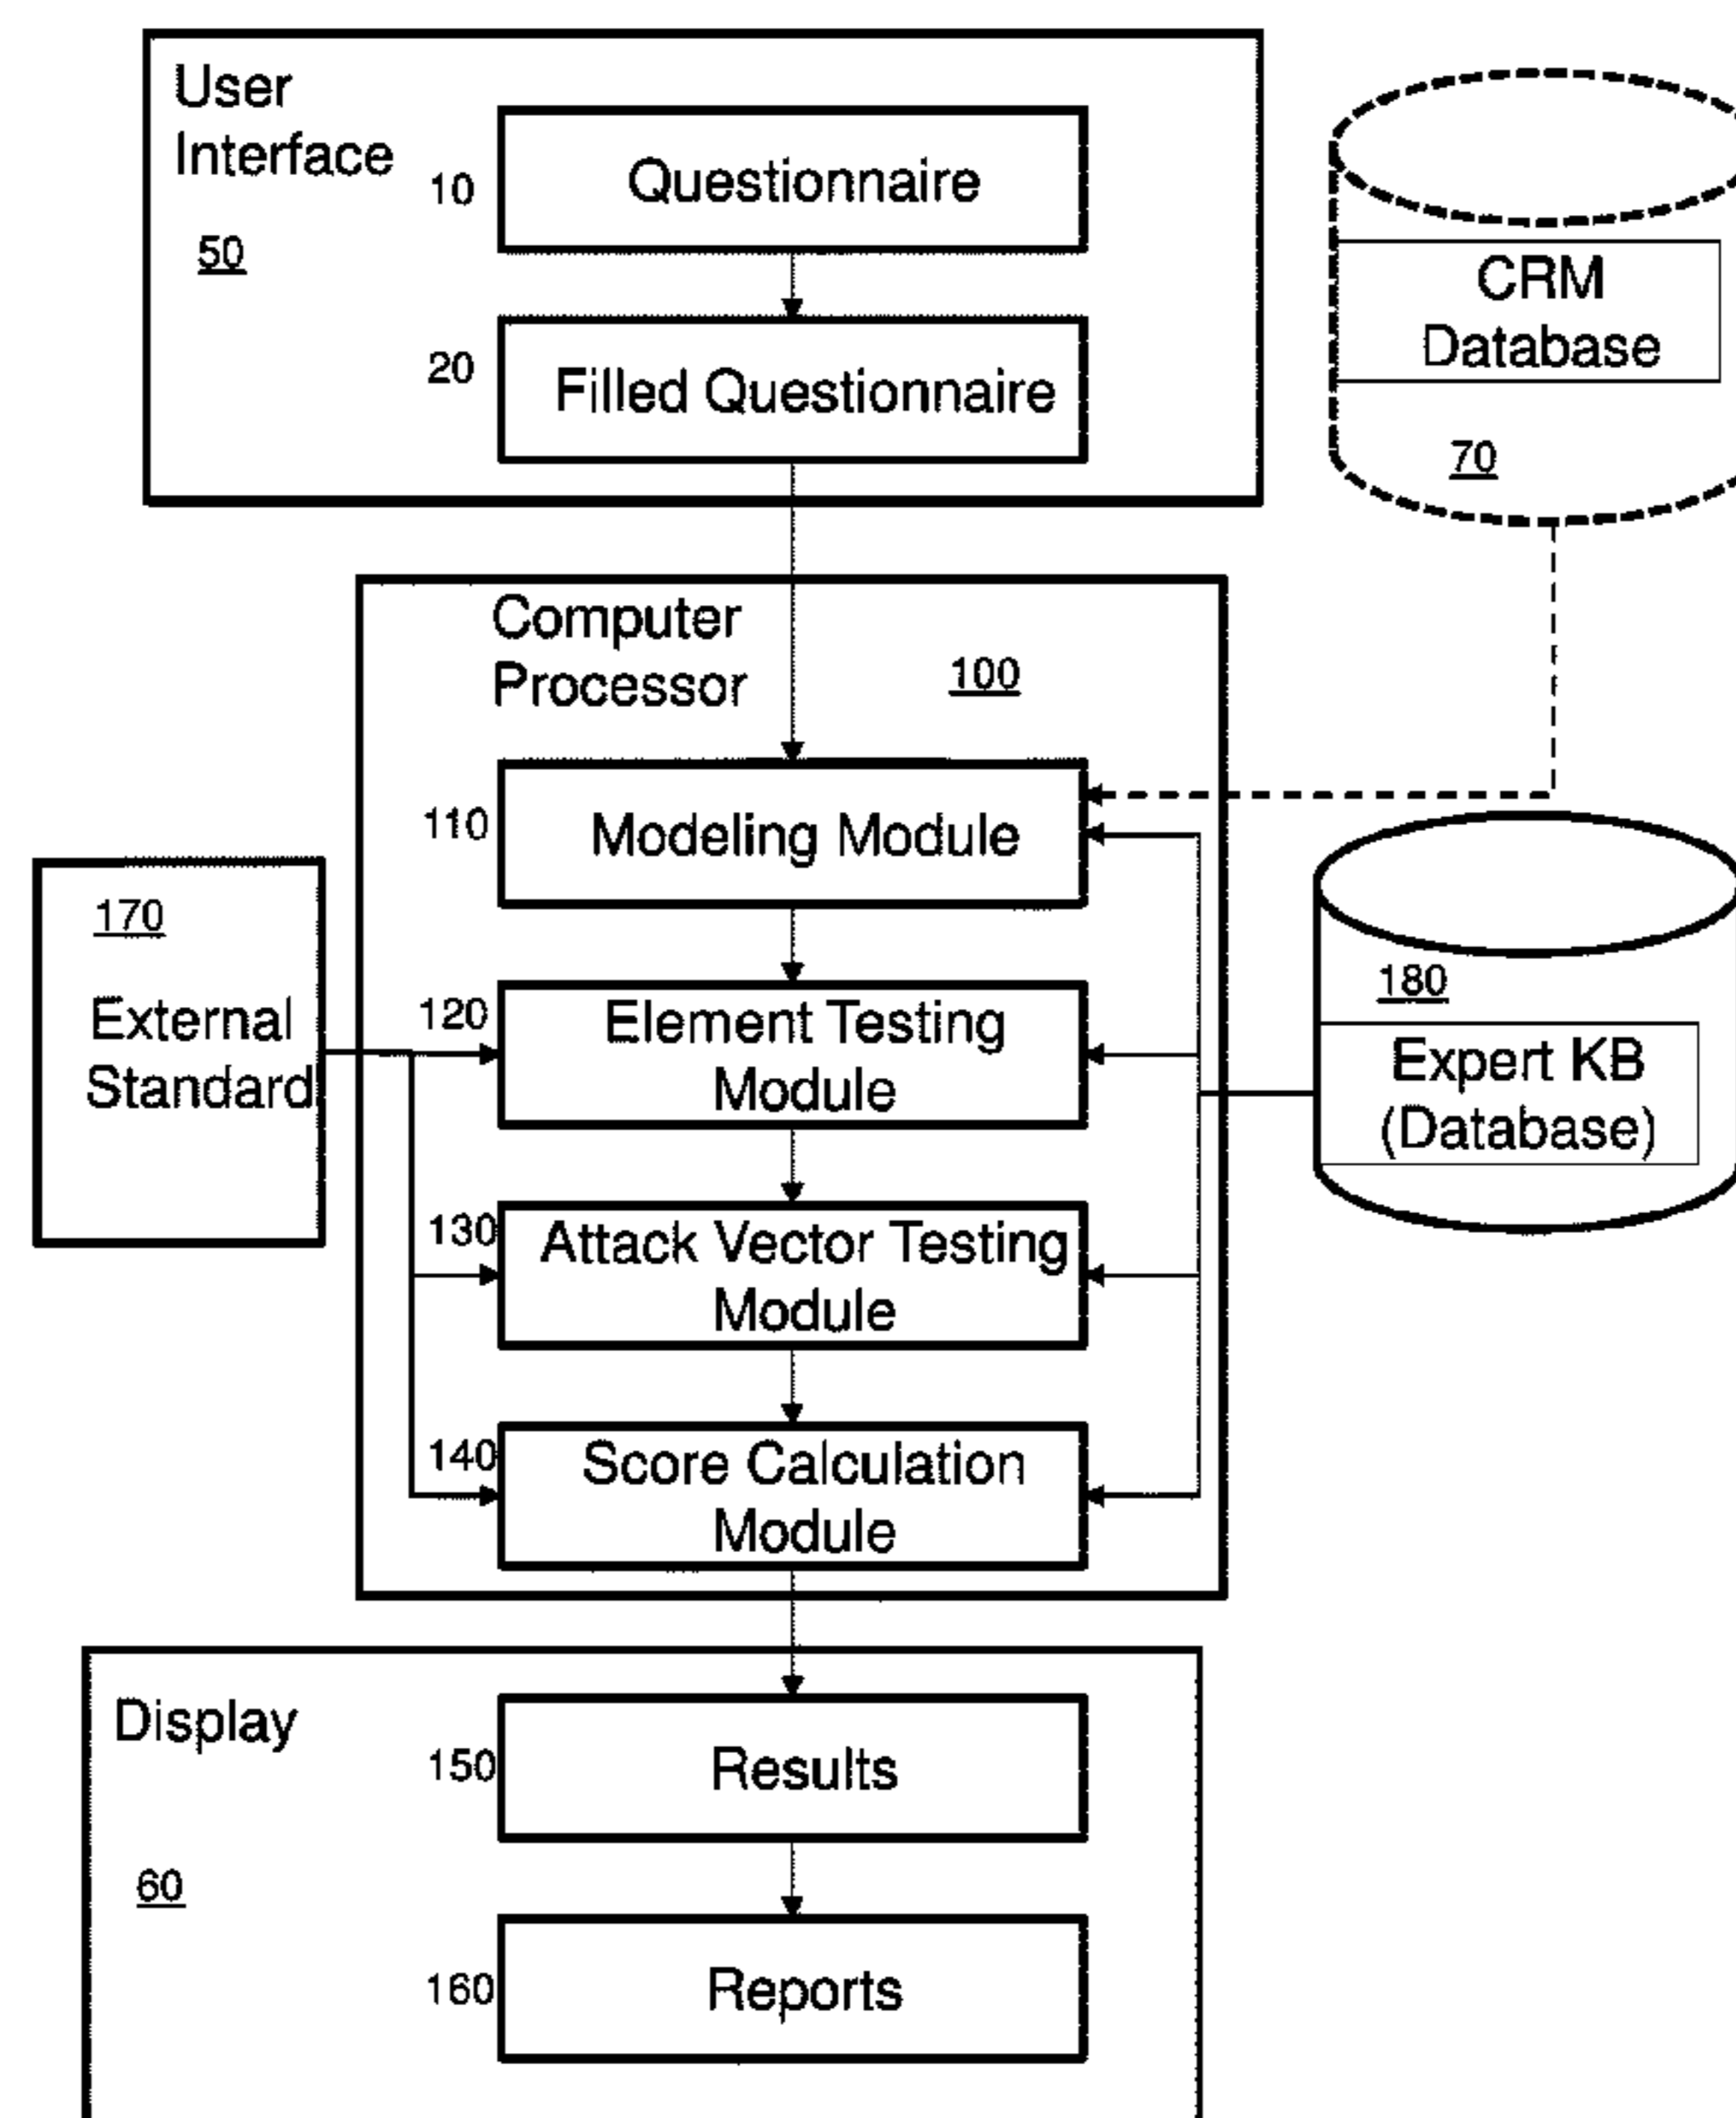 User
Interface
50
10
Questionnaire
20
Filled Questionnaire
CRM
Database
70
Computer
Processor
100
110
Modeling Module
170
External
Standard
120
Element Testing
Module
180
Expert KB
(Database)
130
Attack Vector Testing
Module
140
Score Calculation
Module
Display
60
150
Results
160
Reports